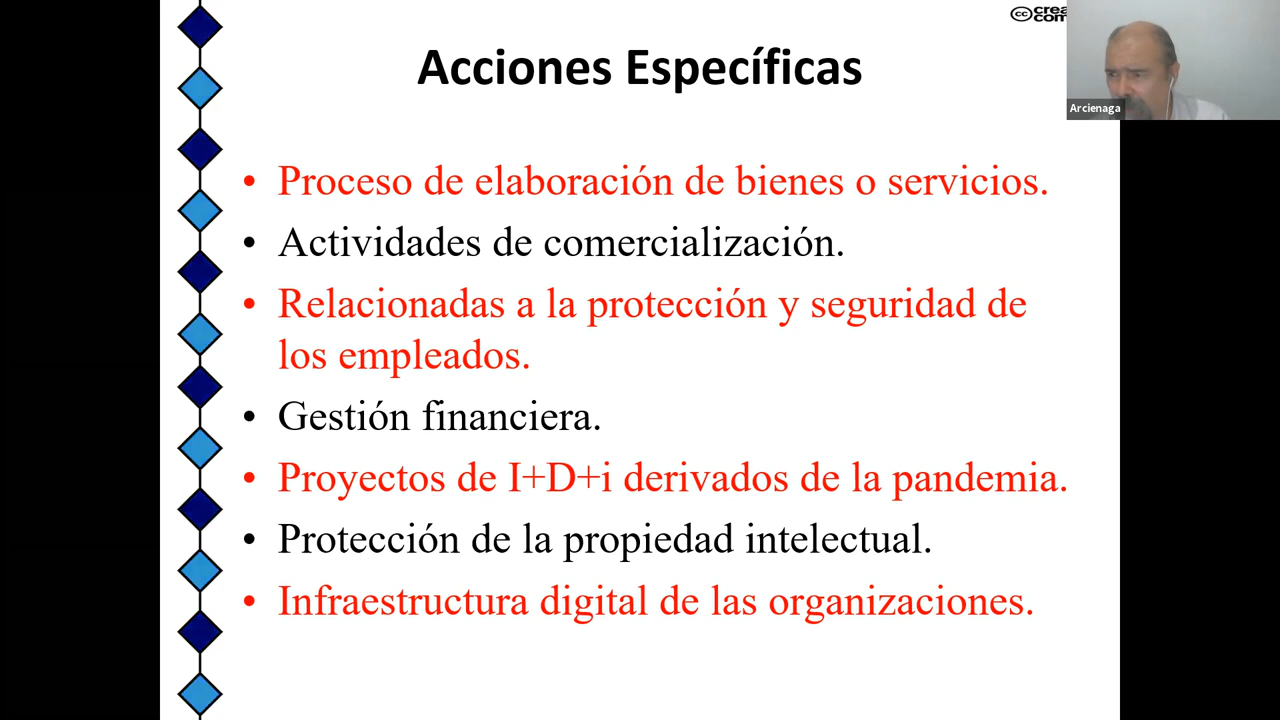 Acciones Específicas
Arcienaga
• Proceso de elaboración de bienes o servicios.
• Actividades de comercialización.
• Relacionadas a la protección y seguridad de
los empleados.
• Gestión financiera.
• Proyectos de I+D+i derivados de la pandemia.
• Protección de la propiedad intelectual.
• Infraestructura digital de las organizaciones.